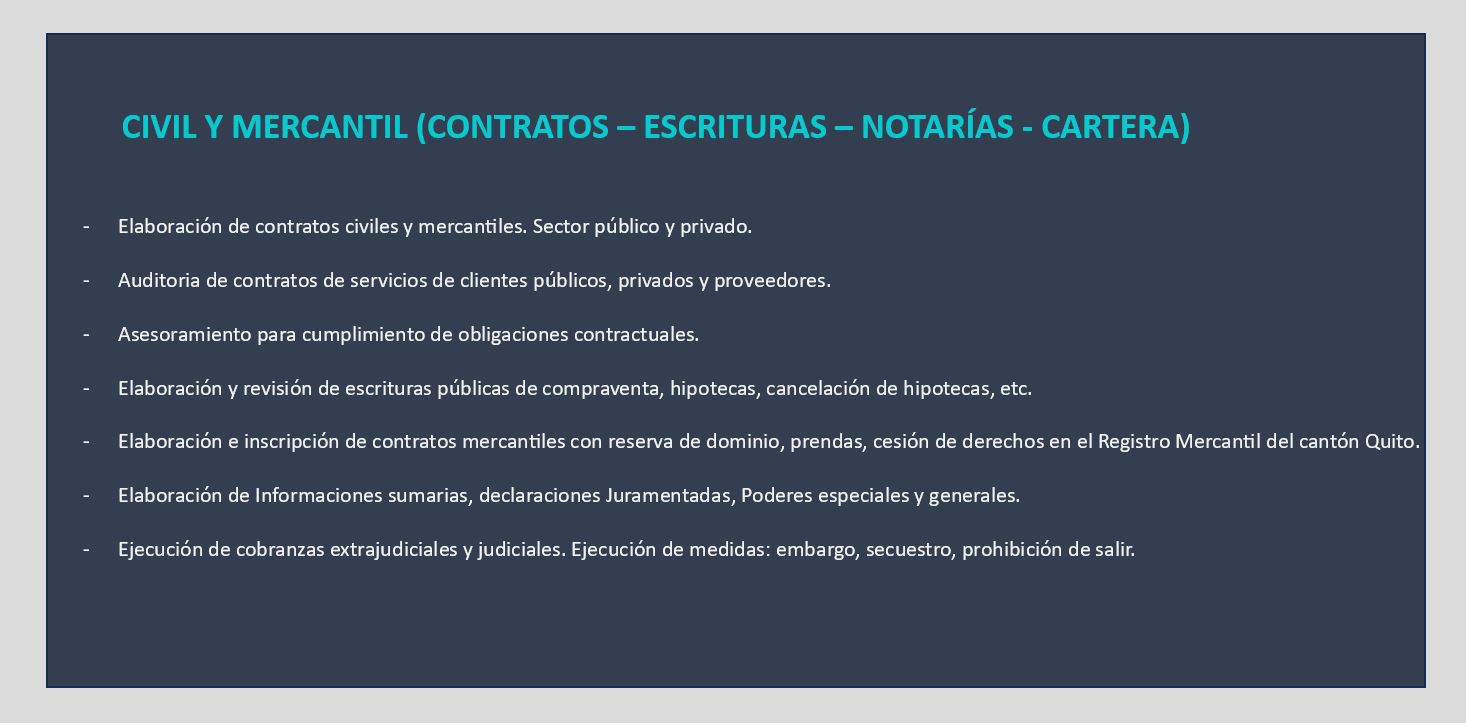 CIVIL Y MERCANTIL (CONTRATOS – ESCRITURAS – NOTARÍAS - CARTERA)
- Elaboración de contratos civiles y mercantiles. Sector público y privado.
- Auditoria de contratos de servicios de clientes públicos, privados y proveedores.
- Asesoramiento para cumplimiento de obligaciones contractuales.
- Elaboración y revisión de escrituras públicas de compraventa, hipotecas, cancelación de hipotecas, etc.
- Elaboración e inscripción de contratos mercantiles con reserva de dominio, prendas, cesión de derechos en el Registro Mercantil del cantón Quito.
- Elaboración de Informaciones sumarias, declaraciones Juramentadas, Poderes especiales y generales.
- Ejecución de cobranzas extrajudiciales y judiciales. Ejecución de medidas: embargo, secuestro, prohibición de salir.